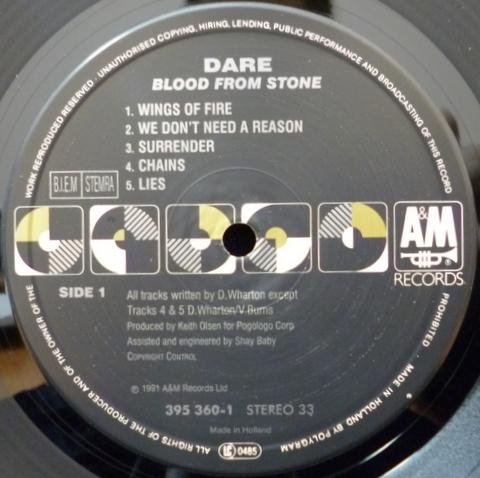 WORK REPRODUCED RESERVED · UNAUTHORISED COPYING, HIRING, LENDING, PUBLIC PERFORMANCE AND BROADCASTING OF THIS RECORD PROHIBITED.
DARE
BLOOD FROM STONE
1. WINGS OF FIRE
2. WE DON'T NEED A REASON
3. SURRENDER
4. CHAINS
5. LIES
B.I.E.M STEMRA
A&M
RECORDS
SIDE 1
All tracks written by D.Wharton except
Tracks 4 & 5 D.Wharton/V.Burns
Produced by Keith Olsen for Pogologo Corp
Assisted and engineered by Shay Baby
COPYRIGHT CONTROL
℗ 1991 A&M Records Ltd
395 360-1 STEREO 33
Made in Holland
LC 0485
ALL RIGHTS OF THE PRODUCER AND OF THE OWNER OF THE
MADE IN HOLLAND BY POLYGRAM